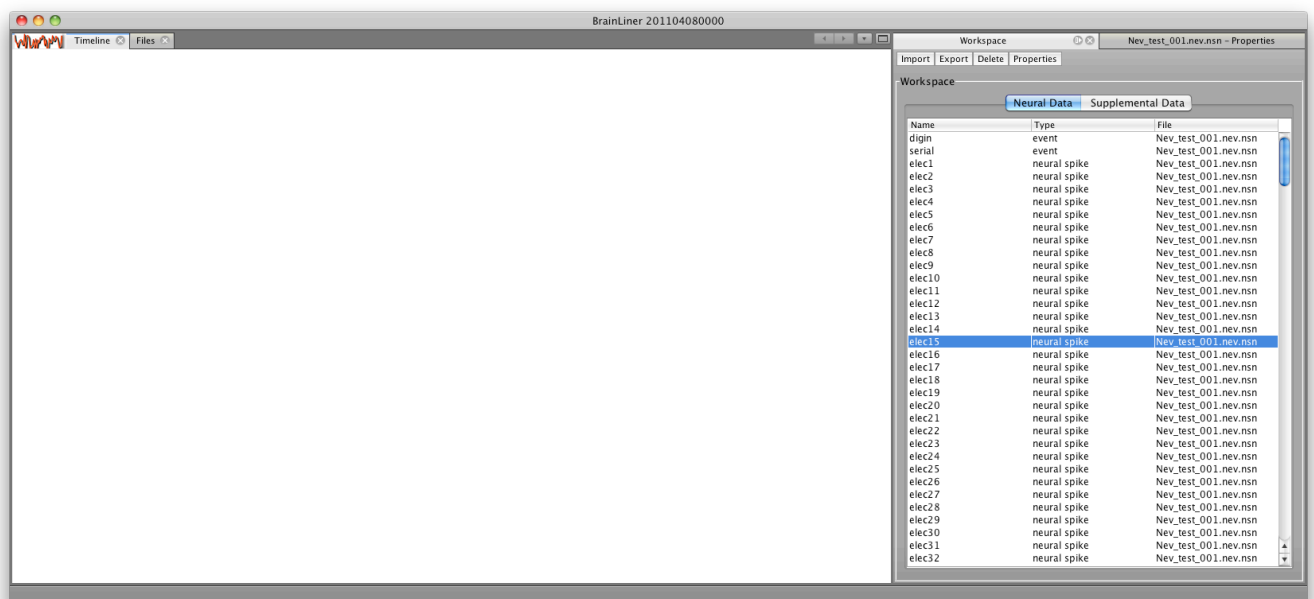 BrainLiner 201104080000
Timeline Files
Workspace Nev_test_001.nev.nsn - Properties
Import Export Delete Properties
Workspace
Neural Data Supplemental Data
Name Type File
digin event Nev_test_001.nev.nsn
serial event Nev_test_001.nev.nsn
elec1 neural spike Nev_test_001.nev.nsn
elec2 neural spike Nev_test_001.nev.nsn
elec3 neural spike Nev_test_001.nev.nsn
elec4 neural spike Nev_test_001.nev.nsn
elec5 neural spike Nev_test_001.nev.nsn
elec6 neural spike Nev_test_001.nev.nsn
elec7 neural spike Nev_test_001.nev.nsn
elec8 neural spike Nev_test_001.nev.nsn
elec9 neural spike Nev_test_001.nev.nsn
elec10 neural spike Nev_test_001.nev.nsn
elec11 neural spike Nev_test_001.nev.nsn
elec12 neural spike Nev_test_001.nev.nsn
elec13 neural spike Nev_test_001.nev.nsn
elec14 neural spike Nev_test_001.nev.nsn
elec15 neural spike Nev_test_001.nev.nsn
elec16 neural spike Nev_test_001.nev.nsn
elec17 neural spike Nev_test_001.nev.nsn
elec18 neural spike Nev_test_001.nev.nsn
elec19 neural spike Nev_test_001.nev.nsn
elec20 neural spike Nev_test_001.nev.nsn
elec21 neural spike Nev_test_001.nev.nsn
elec22 neural spike Nev_test_001.nev.nsn
elec23 neural spike Nev_test_001.nev.nsn
elec24 neural spike Nev_test_001.nev.nsn
elec25 neural spike Nev_test_001.nev.nsn
elec26 neural spike Nev_test_001.nev.nsn
elec27 neural spike Nev_test_001.nev.nsn
elec28 neural spike Nev_test_001.nev.nsn
elec29 neural spike Nev_test_001.nev.nsn
elec30 neural spike Nev_test_001.nev.nsn
elec31 neural spike Nev_test_001.nev.nsn
elec32 neural spike Nev_test_001.nev.nsn